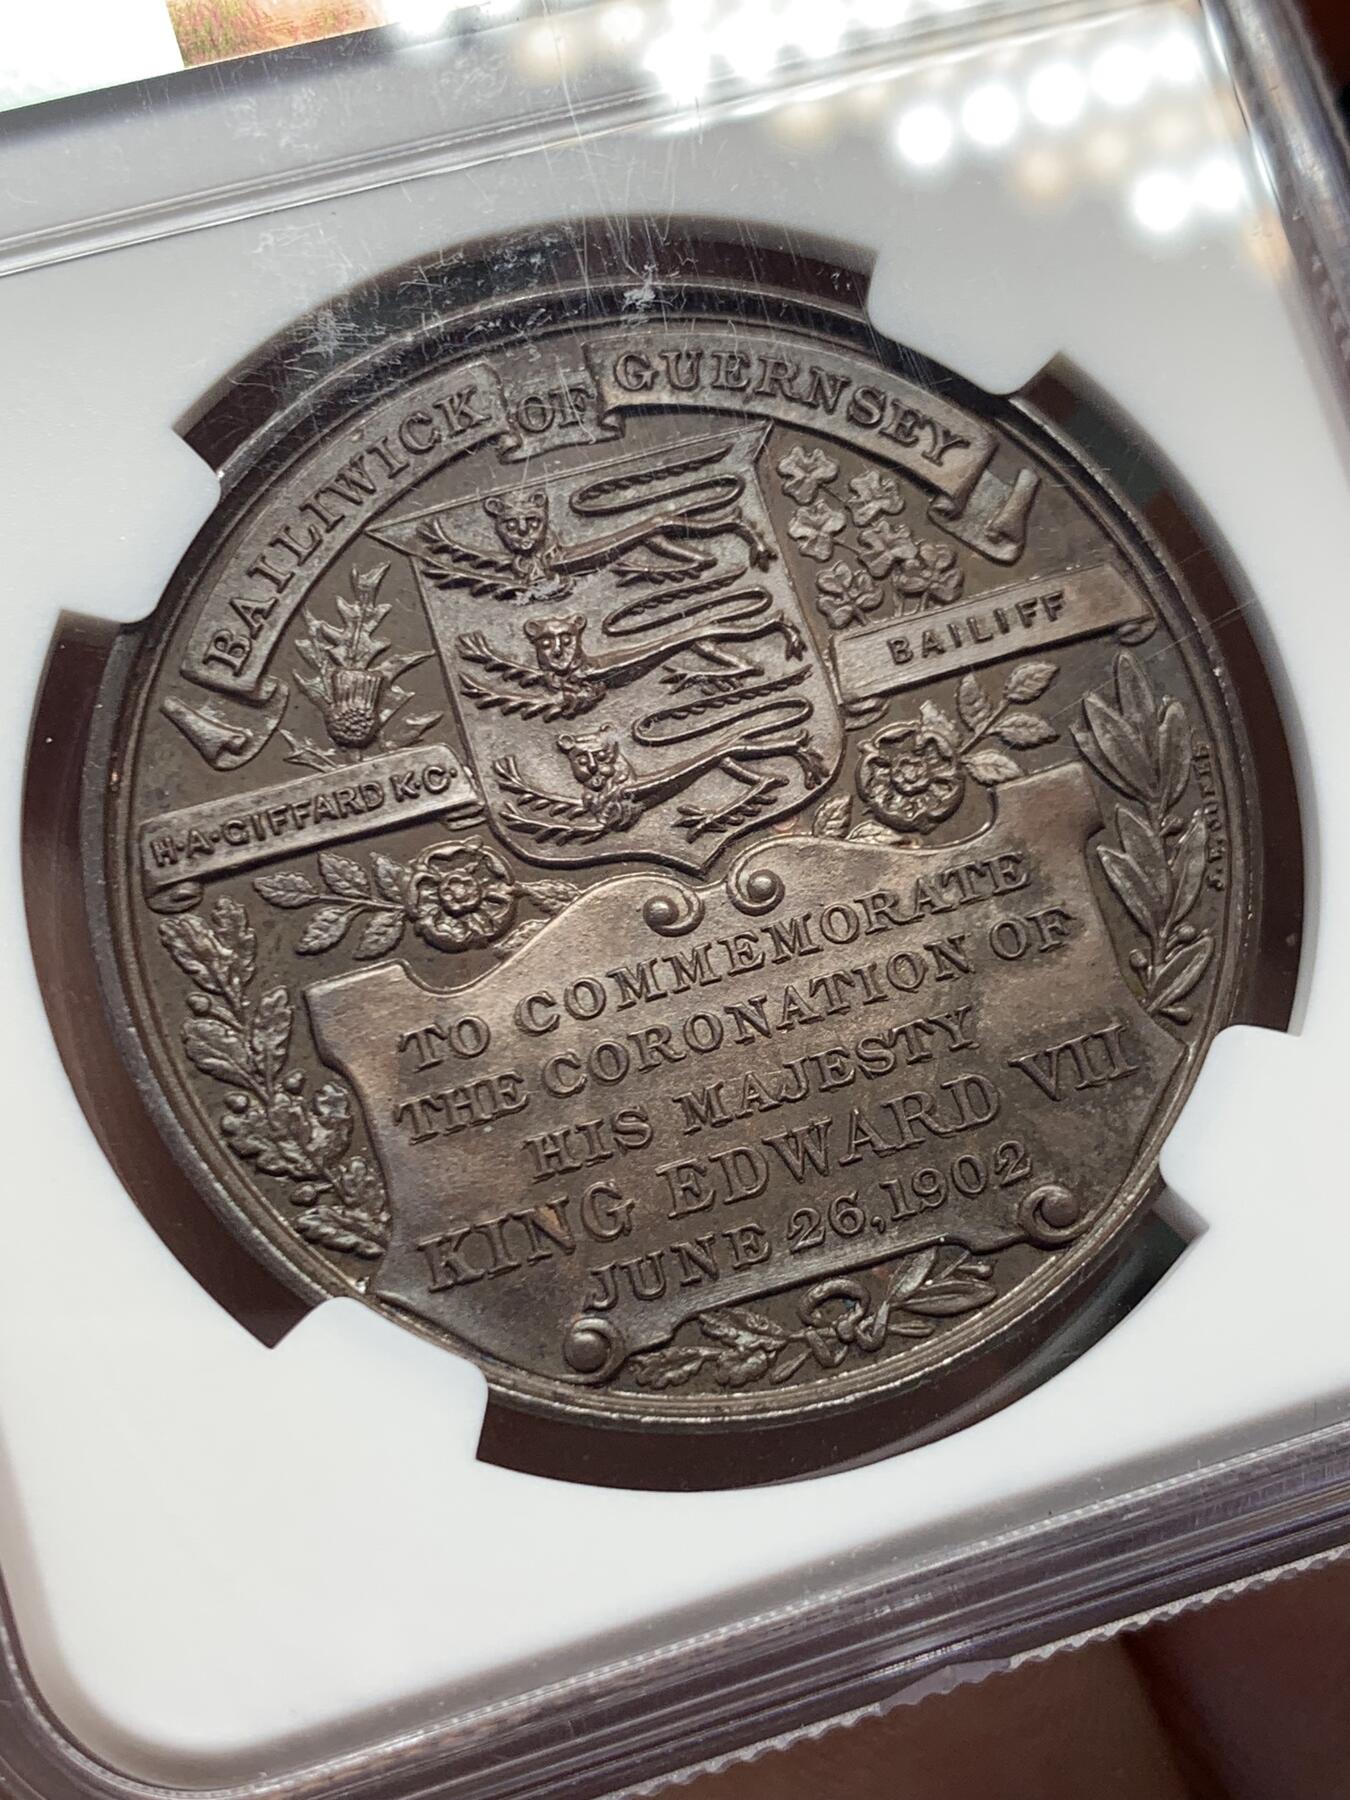 BAILIWICK OF GUERNSEY
H·A·GIFFARD K·C·
BAILIFF
TO COMMEMORATE
THE CORONATION OF
HIS MAJESTY
KING EDWARD VII
JUNE 26, 1902